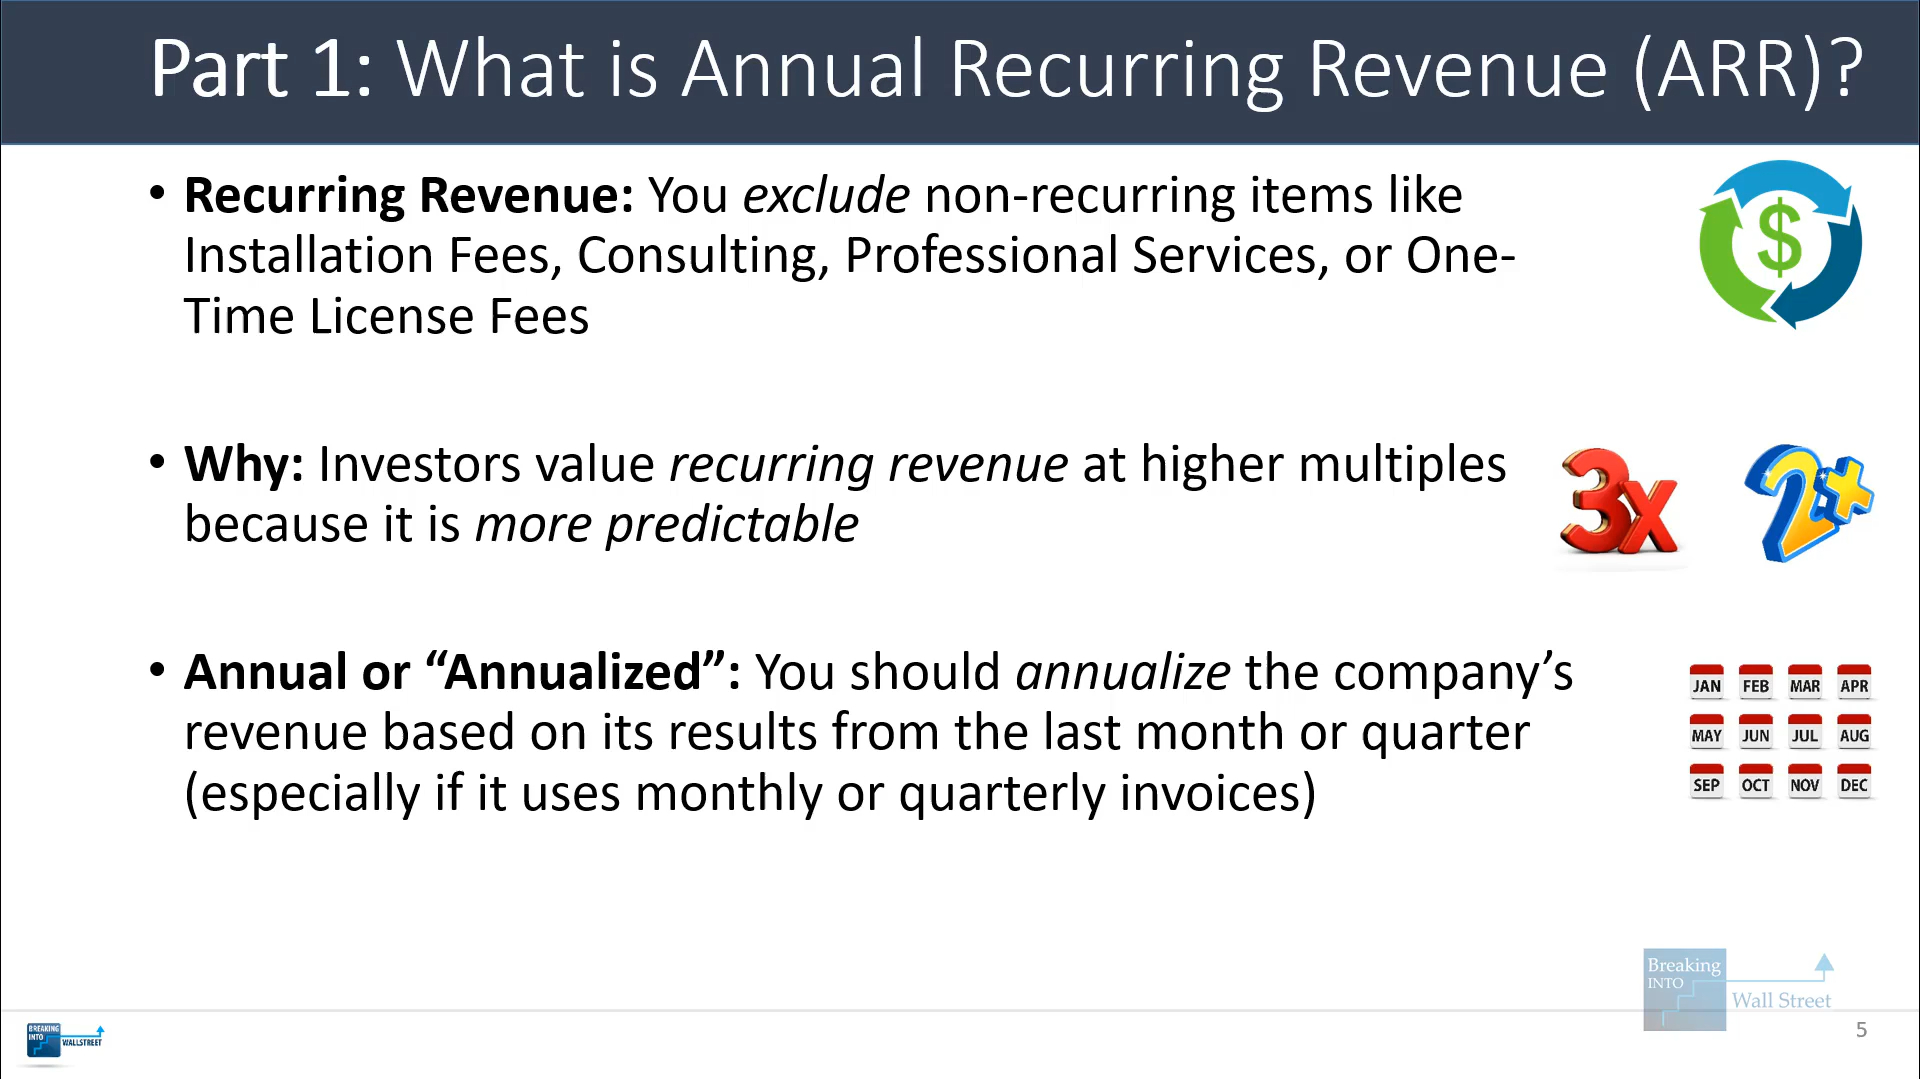 Part 1: What is Annual Recurring Revenue (ARR)?
• Recurring Revenue: You exclude non-recurring items like
Installation Fees, Consulting, Professional Services, or One-
Time License Fees
$
• Why: Investors value recurring revenue at higher multiples
because it is more predictable
3x 2x
• Annual or “Annualized”: You should annualize the company’s
revenue based on its results from the last month or quarter
(especially if it uses monthly or quarterly invoices)
JAN FEB MAR APR
MAY JUN JUL AUG
SEP OCT NOV DEC
Breaking
INTO
Wall Street
BREAKING
INTO
WALLSTREET
5